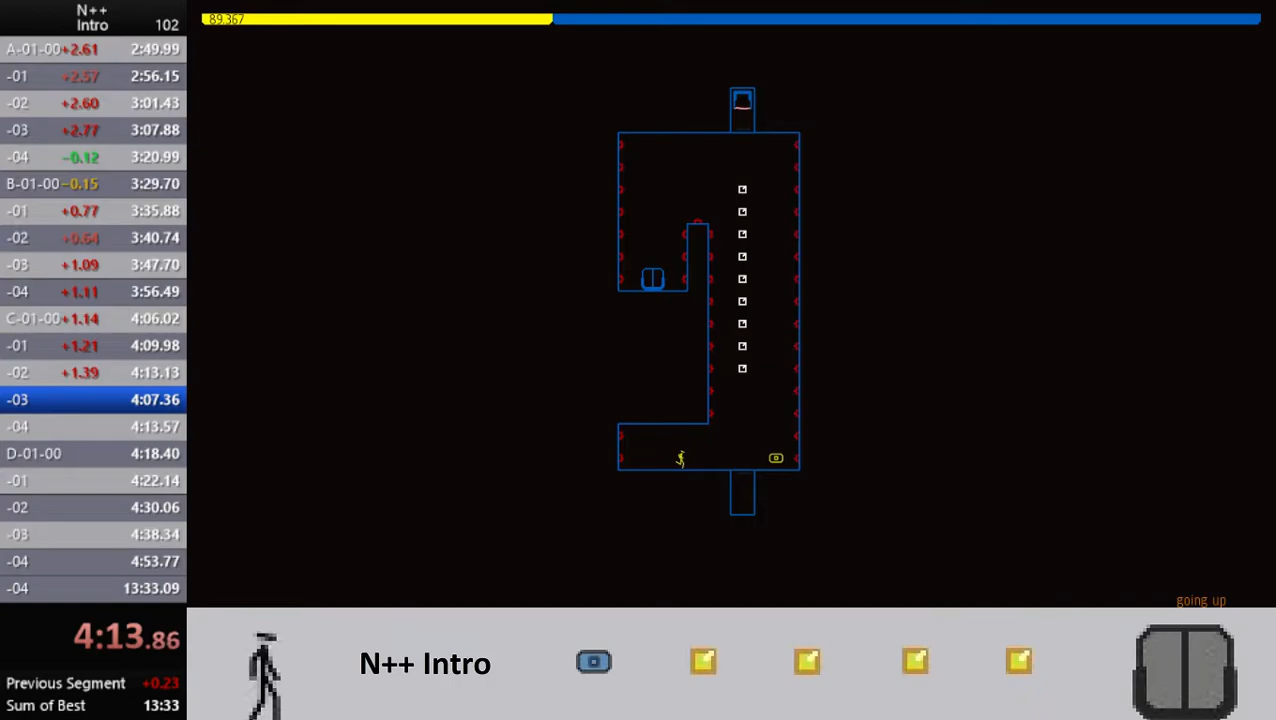 N++
Intro 102
A-01-00 +2.61 2:49.99
-01 +2.57 2:56.15
-02 +2.60 3:01.43
-03 +2.77 3:07.88
-04 −0.12 3:20.99
B-01-00 −0.15 3:29.70
-01 +0.77 3:35.88
-02 +0.64 3:40.74
-03 +1.09 3:47.70
-04 +1.11 3:56.49
C-01-00 +1.14 4:06.02
-01 +1.21 4:09.98
-02 +1.39 4:13.13
-03 4:07.36
-04 4:13.57
D-01-00 4:18.40
-01 4:22.14
-02 4:30.06
-03 4:38.34
-04 4:53.77
-04 13:33.09
4:13.86
Previous Segment +0.23
Sum of Best 13:33
89.367
going up
N++ Intro